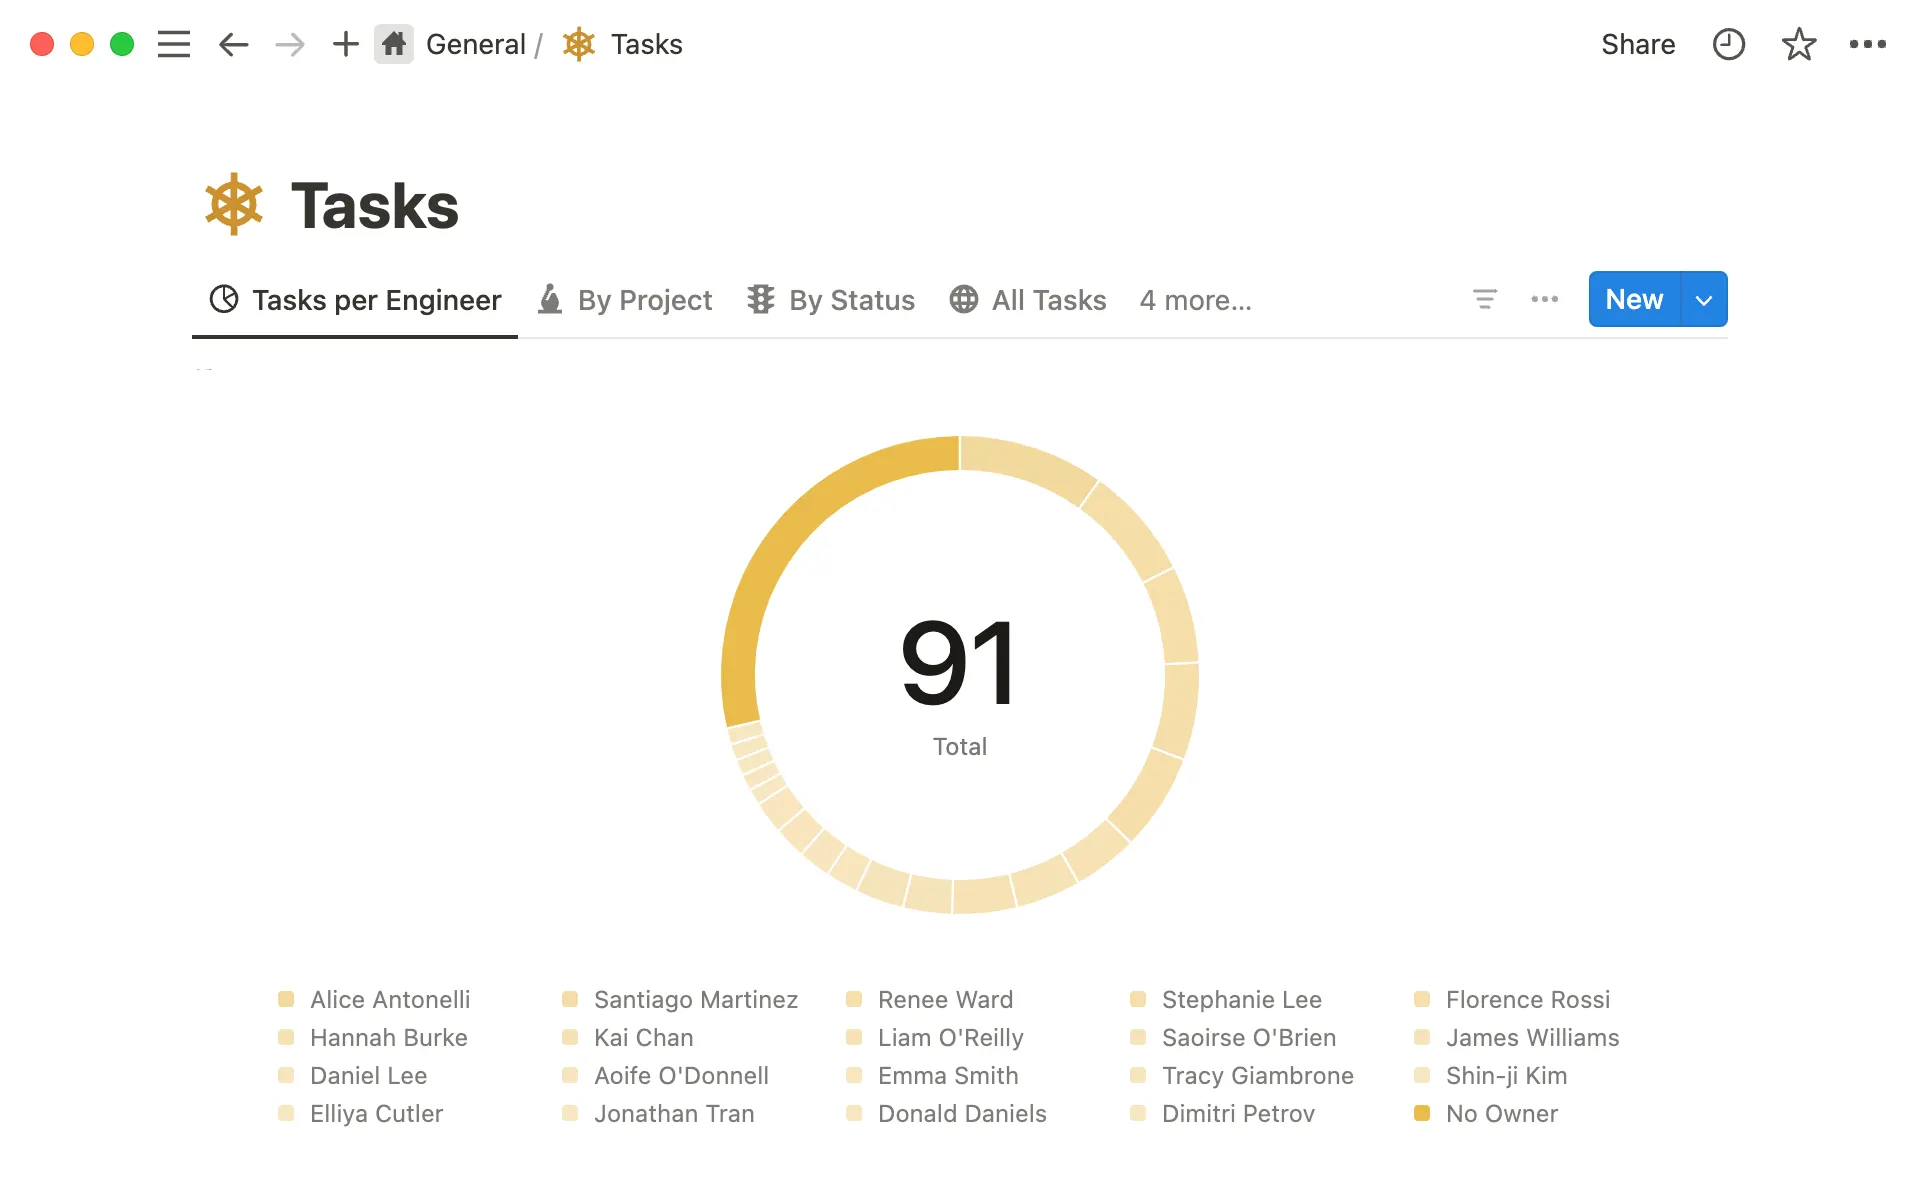 General / Tasks
Share
Tasks
Tasks per Engineer By Project By Status All Tasks 4 more...
New
91
Total
Alice Antonelli Santiago Martinez Renee Ward Stephanie Lee Florence Rossi
Hannah Burke Kai Chan Liam O'Reilly Saoirse O'Brien James Williams
Daniel Lee Aoife O'Donnell Emma Smith Tracy Giambrone Shin-ji Kim
Elliya Cutler Jonathan Tran Donald Daniels Dimitri Petrov No Owner